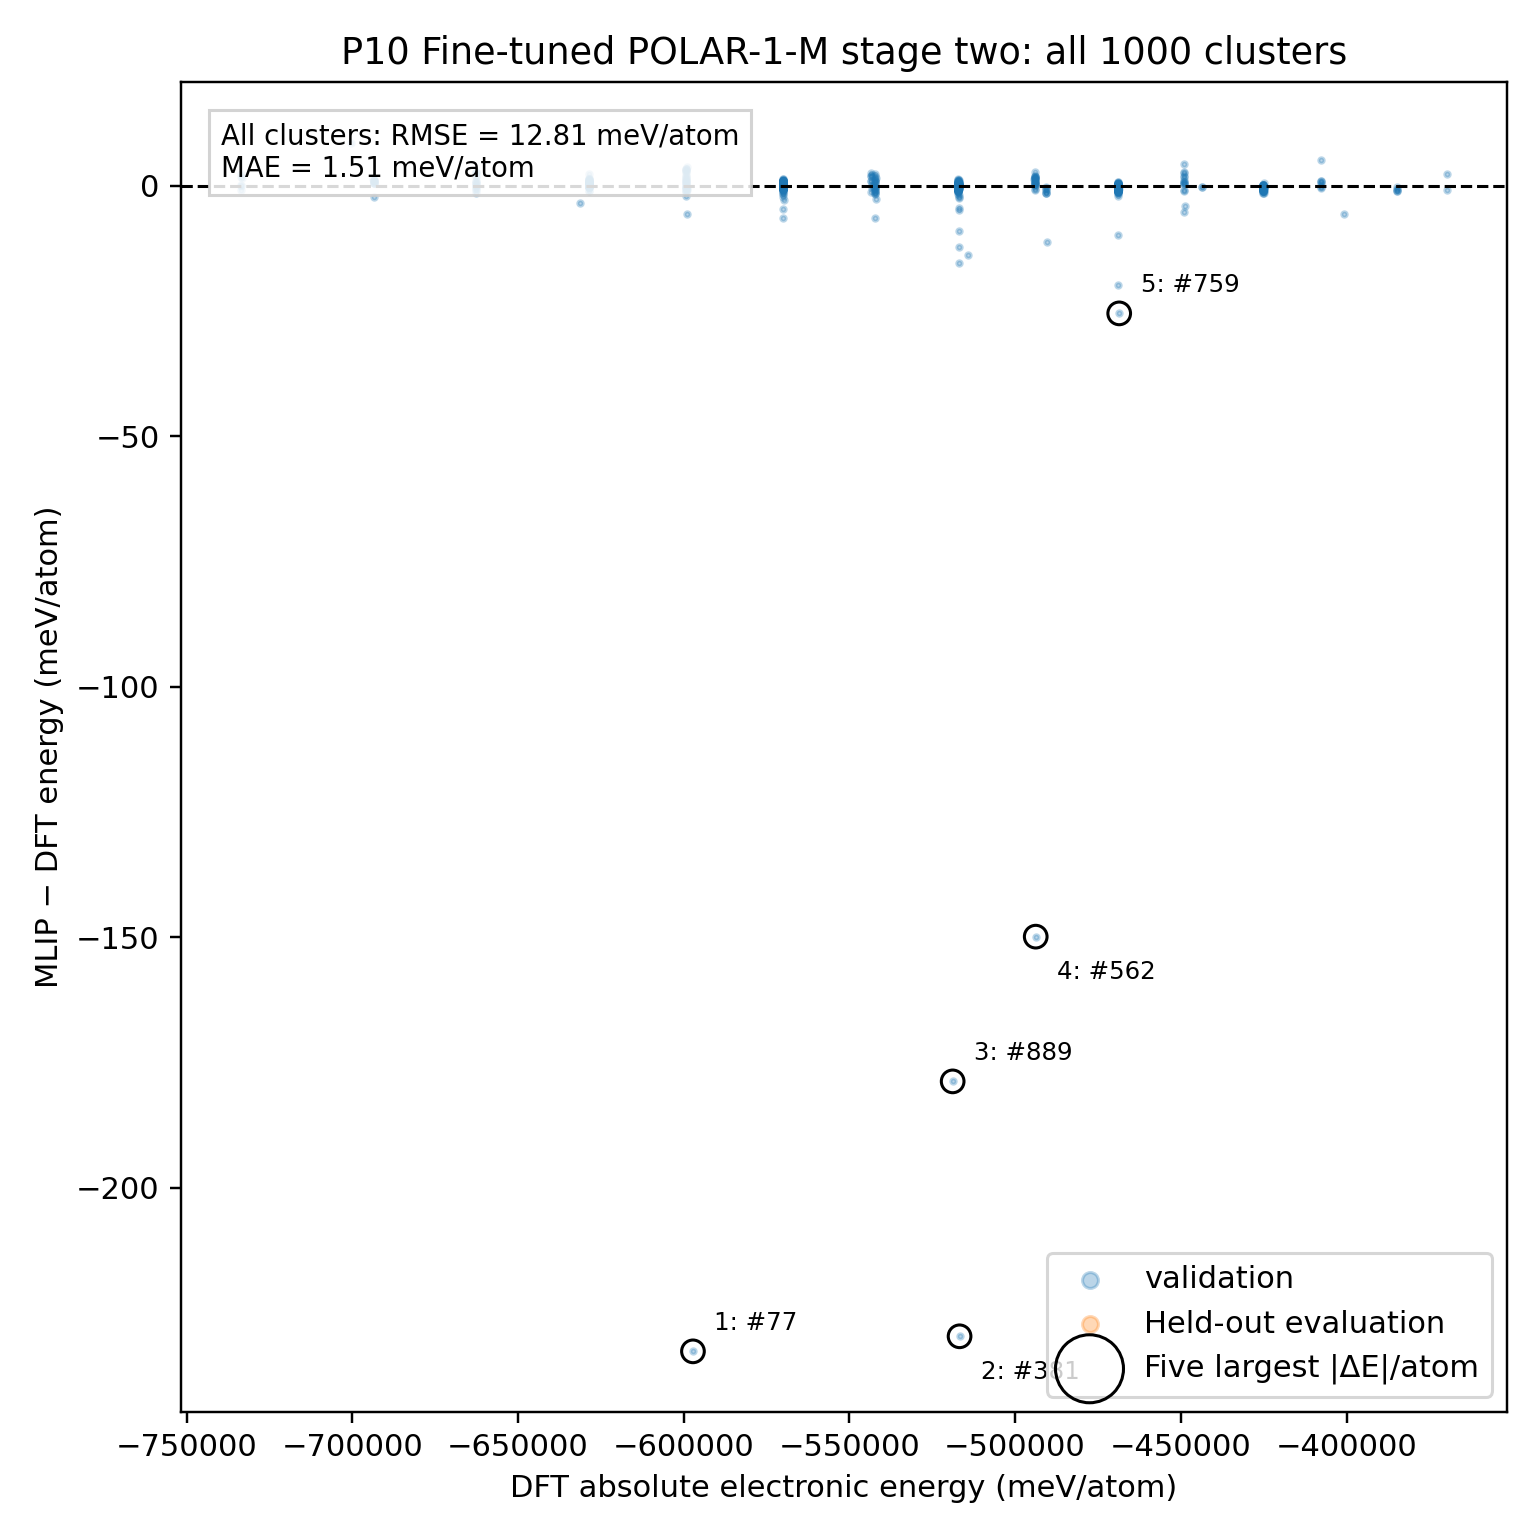 P10 Fine-tuned POLAR-1-M stage two: all 1000 clusters
All clusters: RMSE = 12.81 meV/atom
MAE = 1.51 meV/atom
0
−50
−100
−150
−200
MLIP − DFT energy (meV/atom)
5: #759
4: #562
3: #889
1: #77
2: #381
validation
Held-out evaluation
Five largest |ΔE|/atom
−750000
−700000
−650000
−600000
−550000
−500000
−450000
−400000
DFT absolute electronic energy (meV/atom)